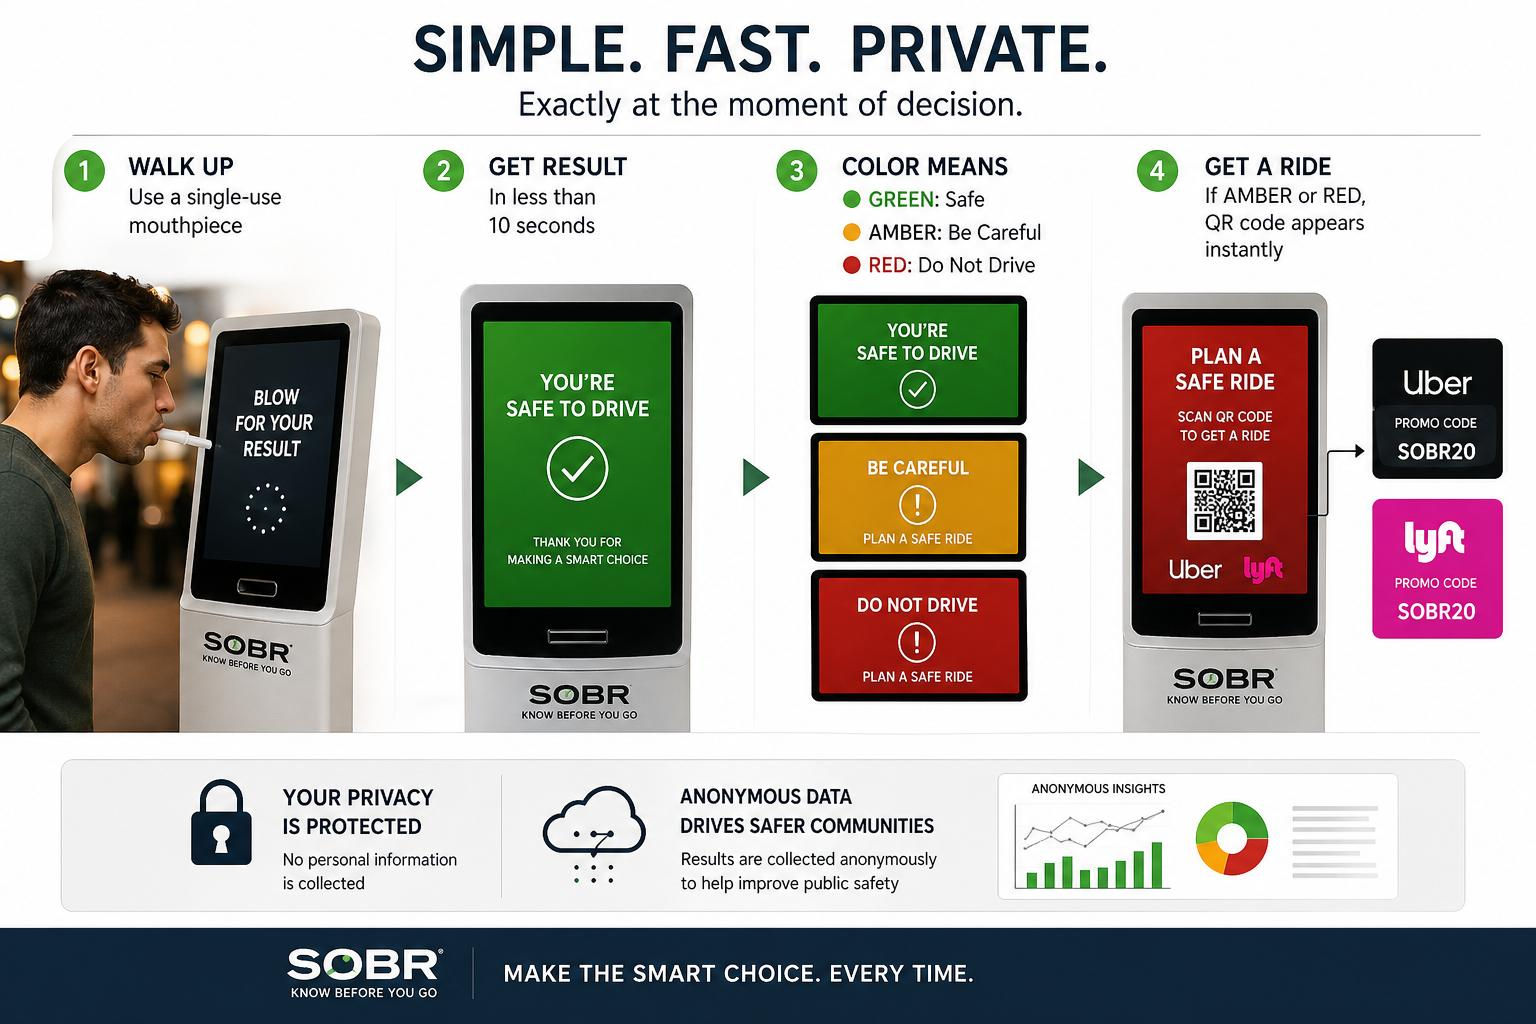 SIMPLE. FAST. PRIVATE.
Exactly at the moment of decision.
1
WALK UP
Use a single-use
mouthpiece
BLOW
FOR YOUR
RESULT
SOBR
KNOW BEFORE YOU GO
2
GET RESULT
In less than
10 seconds
YOU'RE
SAFE TO DRIVE
THANK YOU FOR
MAKING A SMART CHOICE
SOBR
KNOW BEFORE YOU GO
3
COLOR MEANS
GREEN: Safe
AMBER: Be Careful
RED: Do Not Drive
YOU'RE
SAFE TO DRIVE
BE CAREFUL
!
PLAN A SAFE RIDE
DO NOT DRIVE
!
PLAN A SAFE RIDE
4
GET A RIDE
If AMBER or RED,
QR code appears
instantly
PLAN A
SAFE RIDE
SCAN QR CODE
TO GET A RIDE
Uber lyft
SOBR
KNOW BEFORE YOU GO
Uber
PROMO CODE
SOBR20
lyft
PROMO CODE
SOBR20
YOUR PRIVACY
IS PROTECTED
No personal information
is collected
ANONYMOUS DATA
DRIVES SAFER COMMUNITIES
Results are collected anonymously
to help improve public safety
ANONYMOUS INSIGHTS
SOBR®
KNOW BEFORE YOU GO
MAKE THE SMART CHOICE. EVERY TIME.